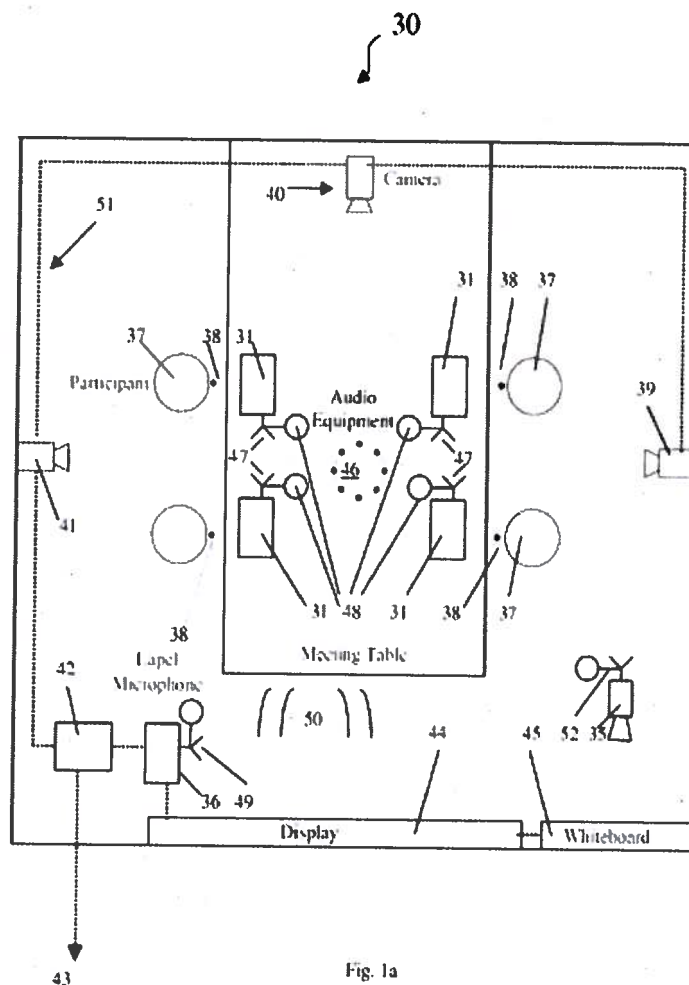 30
Camera
40
51
31
38
37
37
38
31
Participant
39
Audio
Equipment
47
46
47
41
31
48
31
38
37
38
Meeting Table
Lapel
Microphone
42
50
44
45
52
35
36
49
Display
Whiteboard
43
Fig. 1a